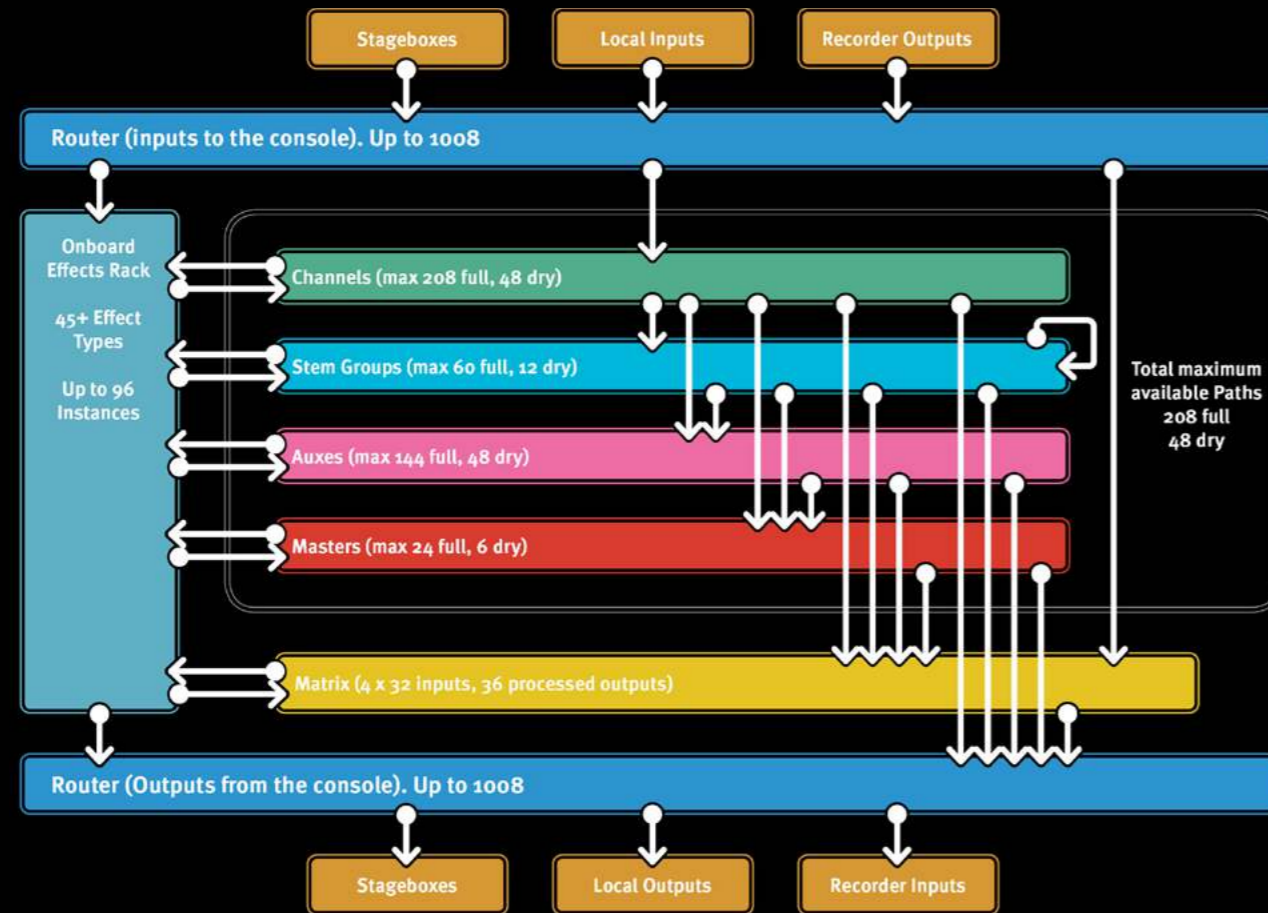 Stageboxes
Local Inputs
Recorder Outputs
Router (inputs to the console). Up to 1008
Onboard
Effects Rack
45+ Effect
Types
Up to 96
Instances
Channels (max 208 full, 48 dry)
Stem Groups (max 60 full, 12 dry)
Auxes (max 144 full, 48 dry)
Masters (max 24 full, 6 dry)
Total maximum
available Paths
208 full
48 dry
Matrix (4 x 32 inputs, 36 processed outputs)
Router (Outputs from the console). Up to 1008
Stageboxes
Local Outputs
Recorder Inputs